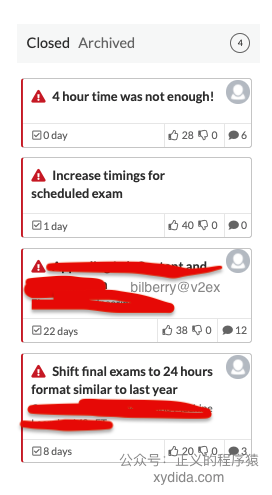 Closed Archived 4
4 hour time was not enough!
0 day 28 0 6
Increase timings for
scheduled exam
1 day 40 0 0
and
bilberry@v2ex
22 days 38 0 12
Shift final exams to 24 hours
format similar to last year
8 days 20 0 3
公众号：正义的程序猿
xydida.com